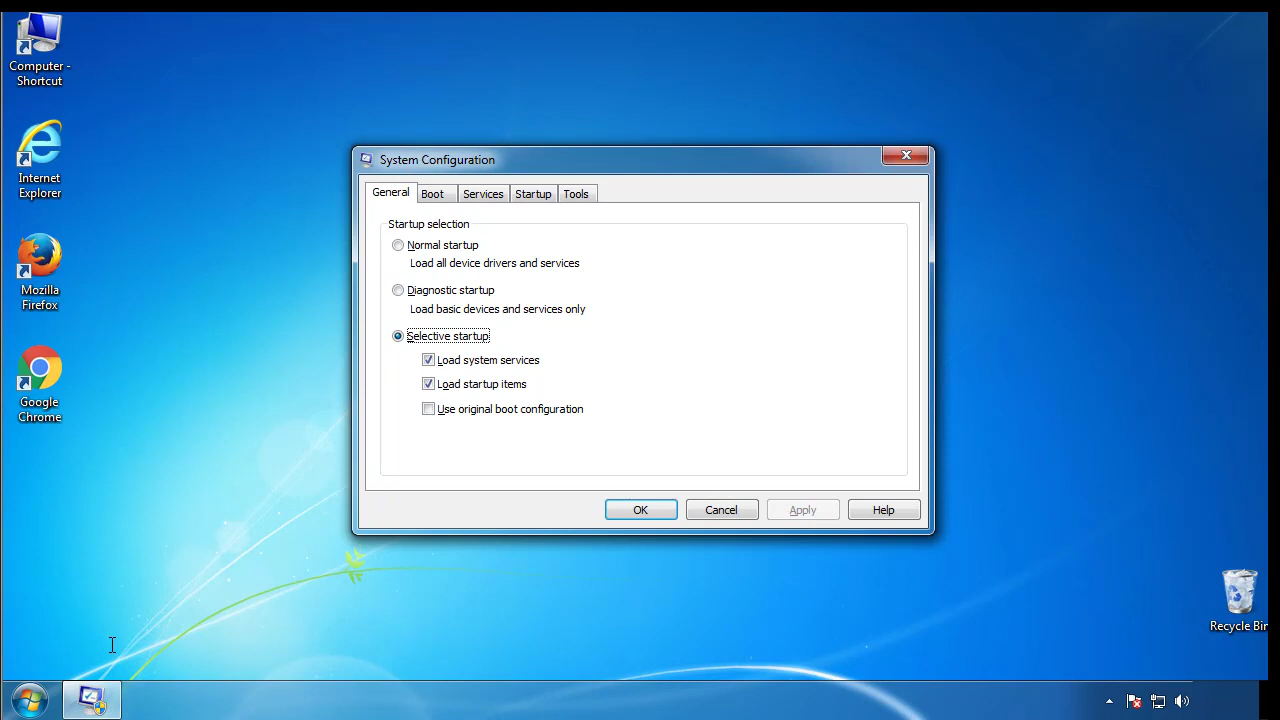 Computer -
Shortcut
Internet
Explorer
Mozilla
Firefox
Google
Chrome
System Configuration
General
Boot
Services
Startup
Tools
Startup selection
Normal startup
Load all device drivers and services
Diagnostic startup
Load basic devices and services only
Selective startup
Load system services
Load startup items
Use original boot configuration
OK
Cancel
Apply
Help
Recycle Bin